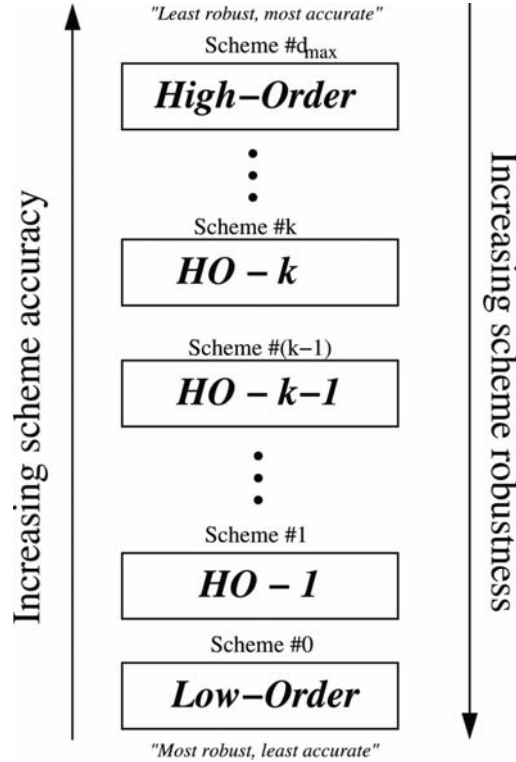 "Least robust, most accurate"
Scheme #d_max
High-Order
Scheme #k
HO - k
Scheme #(k-1)
HO - k-1
Scheme #1
HO - 1
Scheme #0
Low-Order
"Most robust, least accurate"
Increasing scheme accuracy
Increasing scheme robustness